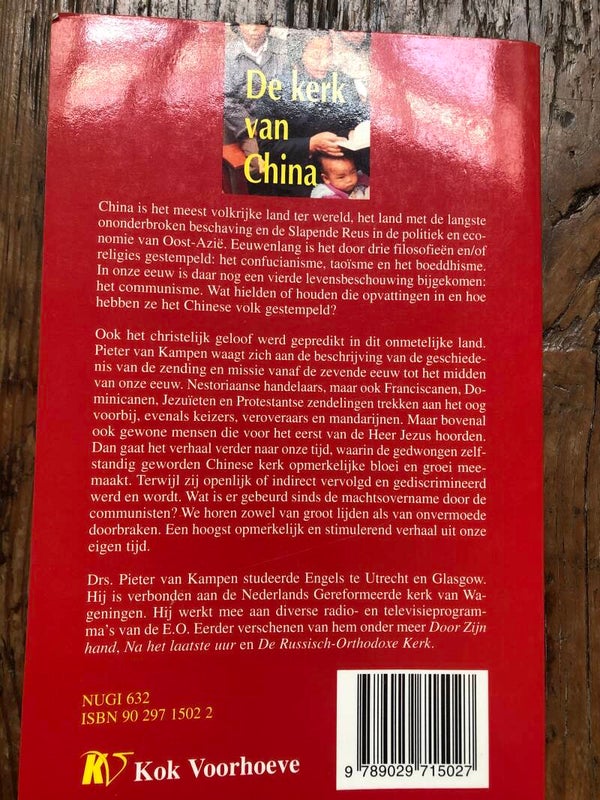 De kerk
van
China
China is het meest volkrijke land ter wereld, het land met de langste
ononderbroken beschaving en de Slapende Reus in de politiek en eco-
nomie van Oost-Azië. Eeuwenlang is het door drie filosofieën en/of
religies gestempeld: het confucianisme, taoïsme en het boeddhisme.
In onze eeuw is daar nog een vierde levensbeschouwing bijgekomen:
het communisme. Wat hielden of houden die opvattingen in en hoe
hebben ze het Chinese volk gestempeld?
Ook het christelijk geloof werd gepredikt in dit onmetelijke land.
Pieter van Kampen waagt zich aan de beschrijving van de geschiede-
nis van de zending en missie vanaf de zevende eeuw tot het midden
van onze eeuw. Nestoriaanse handelaars, maar ook Franciscanen, Do-
minicanen, Jezuïeten en Protestantse zendelingen trekken aan het oog
voorbij, evenals keizers, veroveraars en mandarijnen. Maar bovenal
ook gewone mensen die voor het eerst van de Heer Jezus hoorden.
Dan gaat het verhaal verder naar onze tijd, waarin de gedwongen zelf-
standig geworden Chinese kerk opmerkelijke bloei en groei mee-
maakt. Terwijl zij openlijk of indirect vervolgd en gediscrimineerd
werd en wordt. Wat is er gebeurd sinds de machtsovername door de
communisten? We horen zowel van groot lijden als van onvermoede
doorbraken. Een hoogst opmerkelijk en stimulerend verhaal uit onze
eigen tijd.
Drs. Pieter van Kampen studeerde Engels te Utrecht en Glasgow.
Hij is verbonden aan de Nederlands Gereformeerde kerk van Wa-
geningen. Hij werkt mee aan diverse radio- en televisieprogram-
ma's van de E.O. Eerder verschenen van hem onder meer Door Zijn
hand, Na het laatste uur en De Russisch-Orthodoxe Kerk.
NUGI 632
ISBN 90 297 1502 2
KV Kok Voorhoeve
9 789029 715027